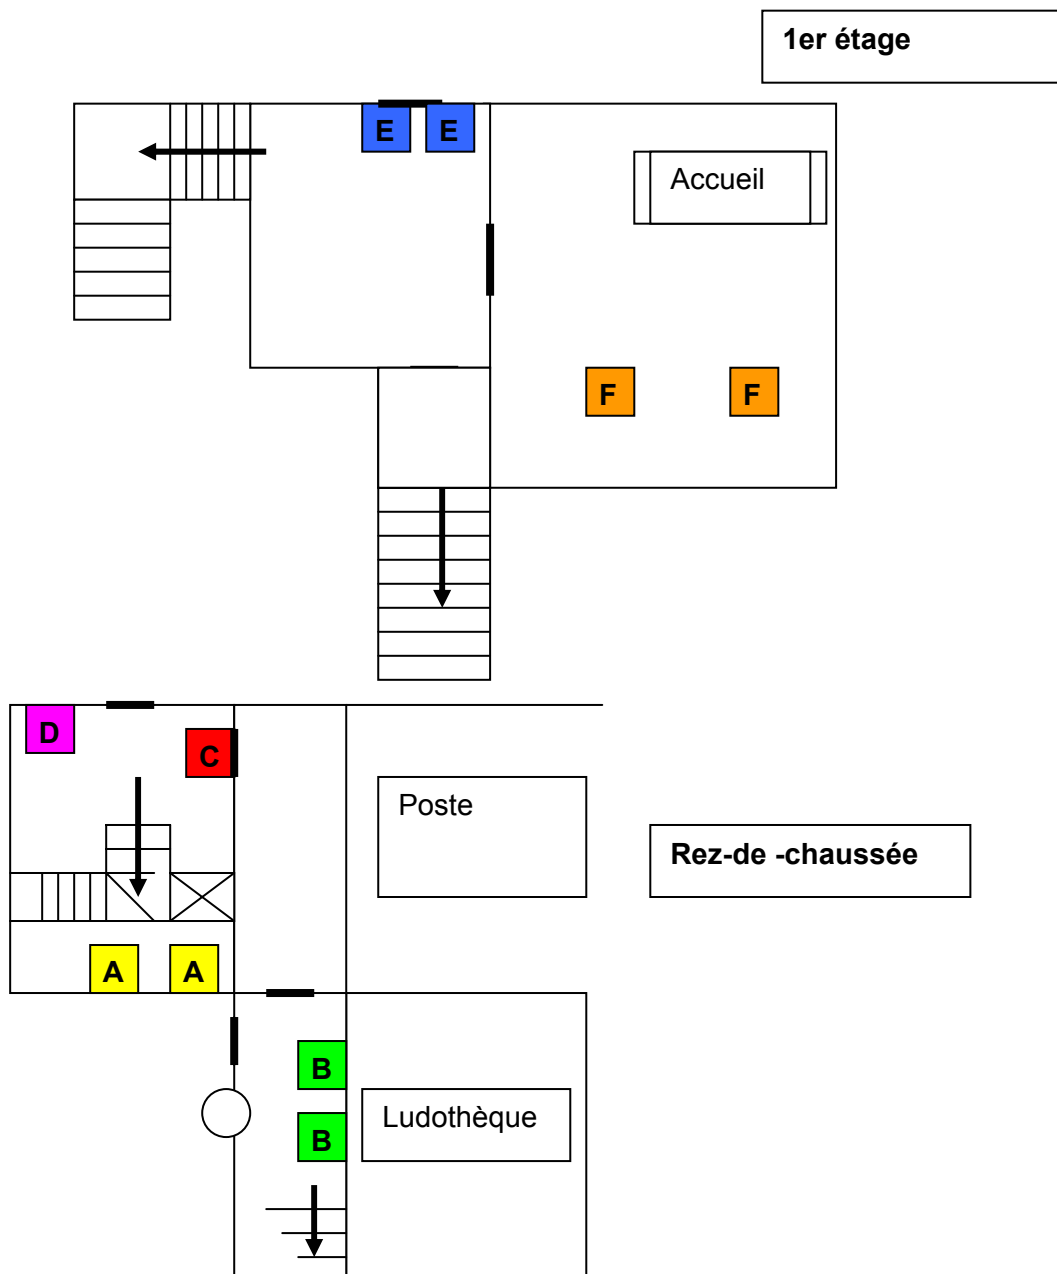 1er étage
E E
Accueil
F F
D
C
Poste
Rez-de -chaussée
A A
B
Ludothèque
B